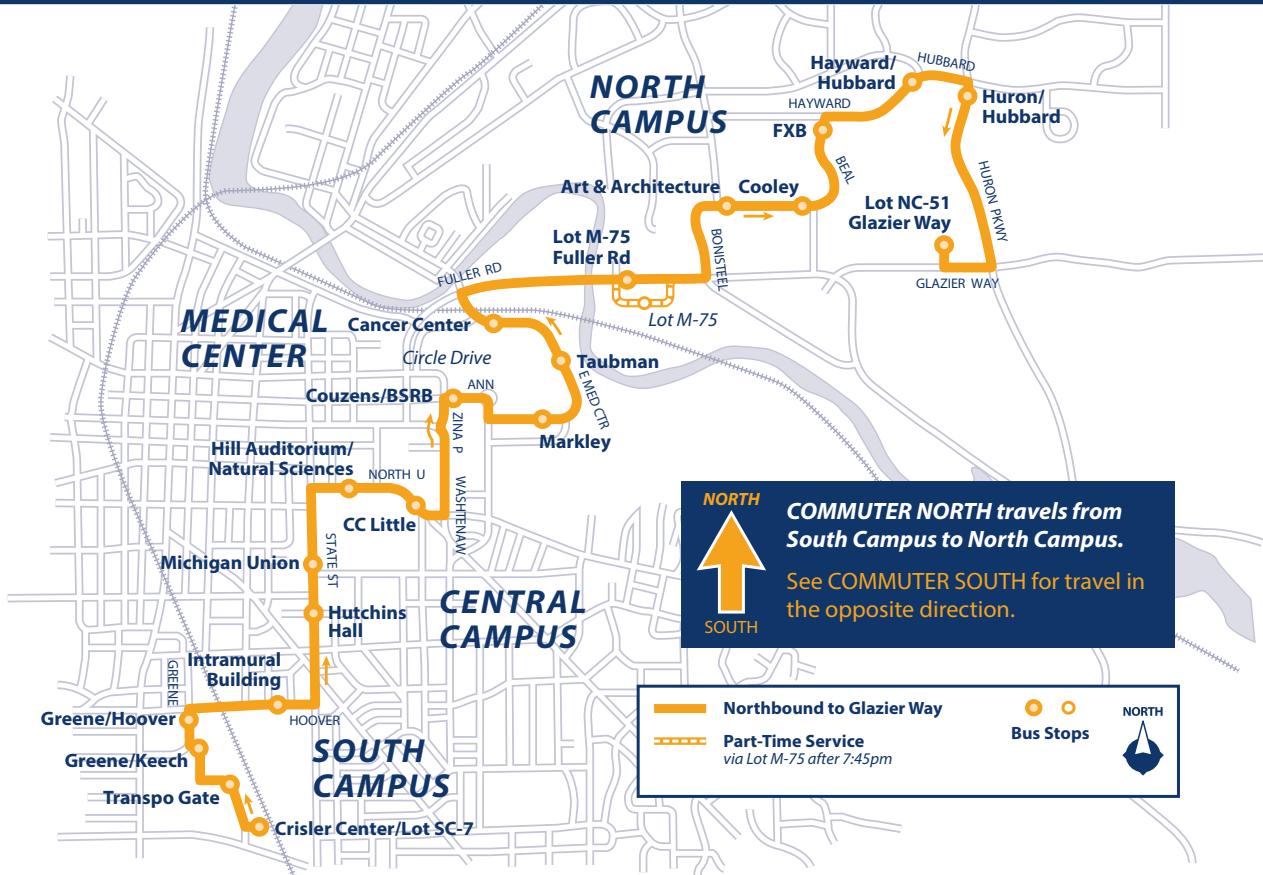 NORTH
CAMPUS
Hayward/
Hubbard
HUBBARD
HAYWARD
Huron/
Hubbard
FXB
BEAL
HURON PKWY
Art & Architecture
Cooley
Lot NC-51
Glazier Way
BONISTEEL
Lot M-75
Fuller Rd
FULLER RD
GLAZIER WAY
Lot M-75
MEDICAL
CENTER
Cancer Center
Circle Drive
Taubman
E MED CTR
ANN
Couzens/BSRB
ZINA P
Markley
Hill Auditorium/
Natural Sciences
NORTH U
WASHTENAW
CC Little
STATE ST
Michigan Union
CENTRAL
CAMPUS
Hutchins
Hall
Intramural
Building
GREENE
HOOVER
Greene/Hoover
SOUTH
CAMPUS
Greene/Keech
Transpo Gate
Crisler Center/Lot SC-7
NORTH
SOUTH
COMMUTER NORTH travels from
South Campus to North Campus.
See COMMUTER SOUTH for travel in
the opposite direction.
Northbound to Glazier Way
Part-Time Service
via Lot M-75 after 7:45pm
Bus Stops
NORTH